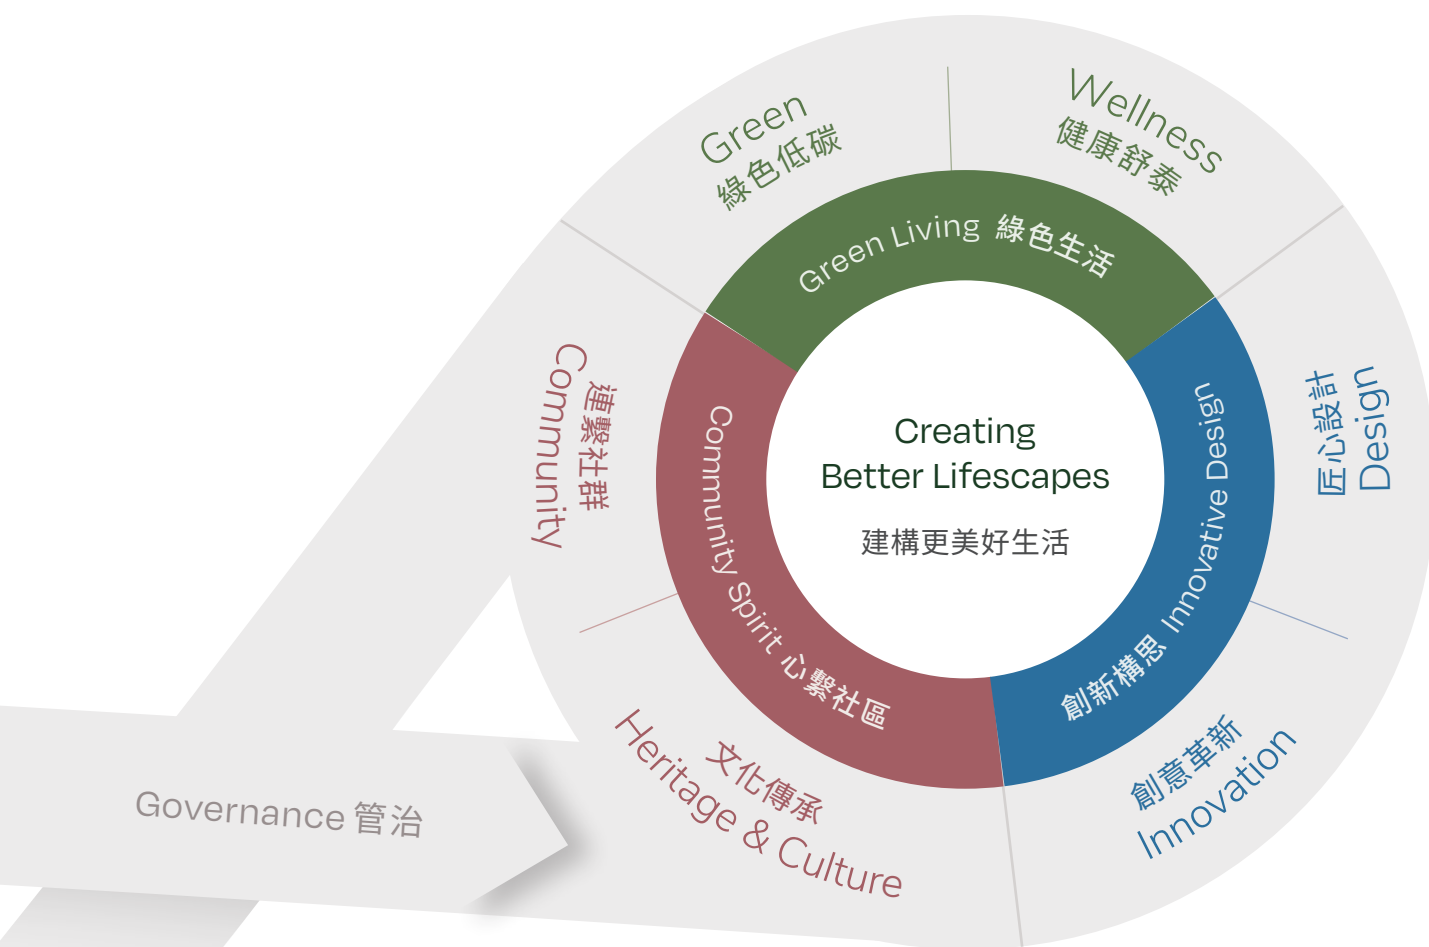 Green
綠色低碳
Wellness
健康舒泰
Green Living 綠色生活
Community
連繫社群
Community Spirit 心繫社區
Creating
Better Lifescapes
建構更美好生活
創新構思 Innovative Design
匠心設計
Design
文化傳承
Heritage & Culture
創意革新
Innovation
Governance 管治